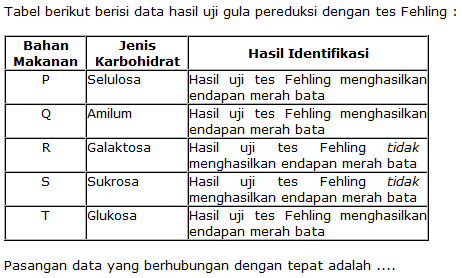 Tabel berikut berisi data hasil uji gula pereduksi dengan tes Fehling :
Bahan Makanan Jenis Karbohidrat Hasil Identifikasi
P Selulosa Hasil uji tes Fehling menghasilkan
endapan merah bata
Q Amilum Hasil uji tes Fehling menghasilkan
endapan merah bata
R Galaktosa Hasil uji tes Fehling tidak
menghasilkan endapan merah bata
S Sukrosa Hasil uji tes Fehling tidak
menghasilkan endapan merah bata
T Glukosa Hasil uji tes Fehling menghasilkan
endapan merah bata
Pasangan data yang berhubungan dengan tepat adalah ....